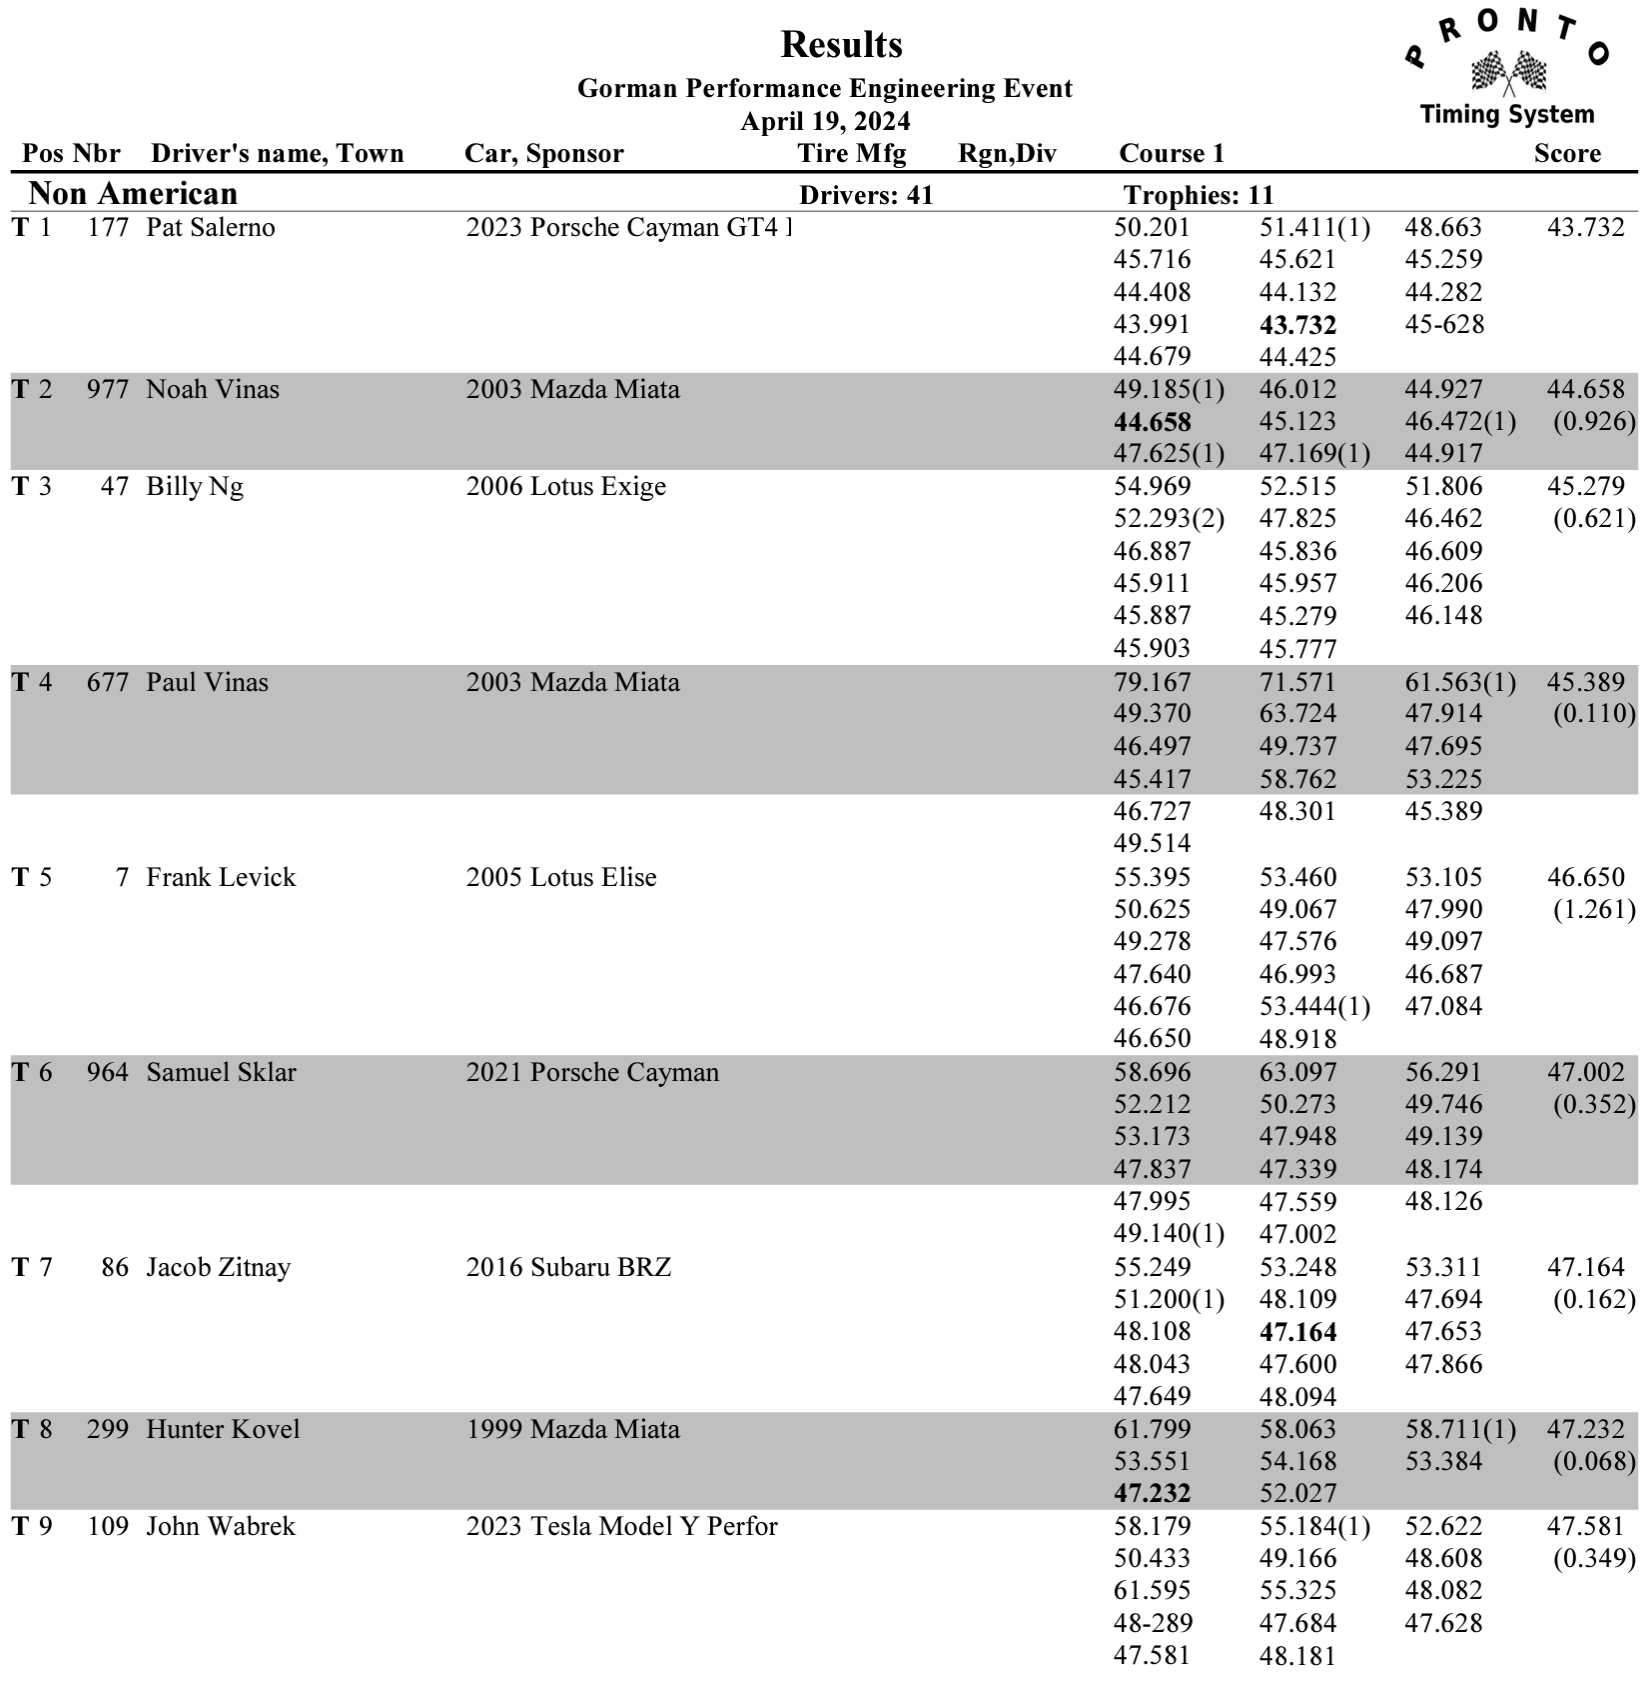 PRONTO
Timing System
Results
Gorman Performance Engineering Event
April 19, 2024
Pos Nbr Driver's name, Town Car, Sponsor Tire Mfg Rgn,Div Course 1 Score
Non American Drivers: 41 Trophies: 11
T 1 177 Pat Salerno 2023 Porsche Cayman GT4 1 50.201 51.411(1) 48.663 43.732
45.716 45.621 45.259
44.408 44.132 44.282
43.991 43.732 45-628
44.679 44.425
T 2 977 Noah Vinas 2003 Mazda Miata 49.185(1) 46.012 44.927 44.658
44.658 45.123 46.472(1) (0.926)
47.625(1) 47.169(1) 44.917
T 3 47 Billy Ng 2006 Lotus Exige 54.969 52.515 51.806 45.279
52.293(2) 47.825 46.462 (0.621)
46.887 45.836 46.609
45.911 45.957 46.206
45.887 45.279 46.148
45.903 45.777
T 4 677 Paul Vinas 2003 Mazda Miata 79.167 71.571 61.563(1) 45.389
49.370 63.724 47.914 (0.110)
46.497 49.737 47.695
45.417 58.762 53.225
46.727 48.301 45.389
49.514
T 5 7 Frank Levick 2005 Lotus Elise 55.395 53.460 53.105 46.650
50.625 49.067 47.990 (1.261)
49.278 47.576 49.097
47.640 46.993 46.687
46.676 53.444(1) 47.084
46.650 48.918
T 6 964 Samuel Sklar 2021 Porsche Cayman 58.696 63.097 56.291 47.002
52.212 50.273 49.746 (0.352)
53.173 47.948 49.139
47.837 47.339 48.174
47.995 47.559 48.126
49.140(1) 47.002
T 7 86 Jacob Zitnay 2016 Subaru BRZ 55.249 53.248 53.311 47.164
51.200(1) 48.109 47.694 (0.162)
48.108 47.164 47.653
48.043 47.600 47.866
47.649 48.094
T 8 299 Hunter Kovel 1999 Mazda Miata 61.799 58.063 58.711(1) 47.232
53.551 54.168 53.384 (0.068)
47.232 52.027
T 9 109 John Wabrek 2023 Tesla Model Y Perfor 58.179 55.184(1) 52.622 47.581
50.433 49.166 48.608 (0.349)
61.595 55.325 48.082
48-289 47.684 47.628
47.581 48.181